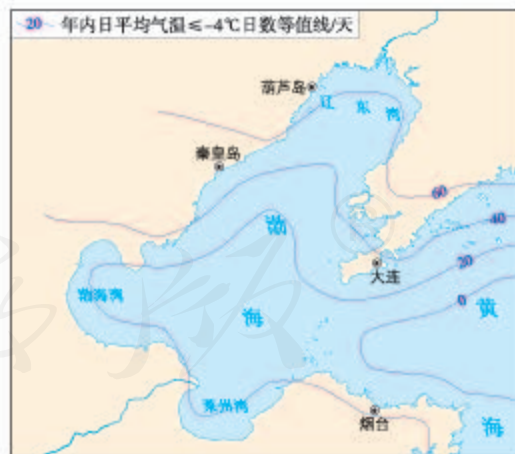 20 年内日平均气温≤-4℃日数等值线/天
葫芦岛
辽东湾
秦皇岛
60
40
渤
20
大连
渤海湾
0
黄
海
莱州湾
烟台
海